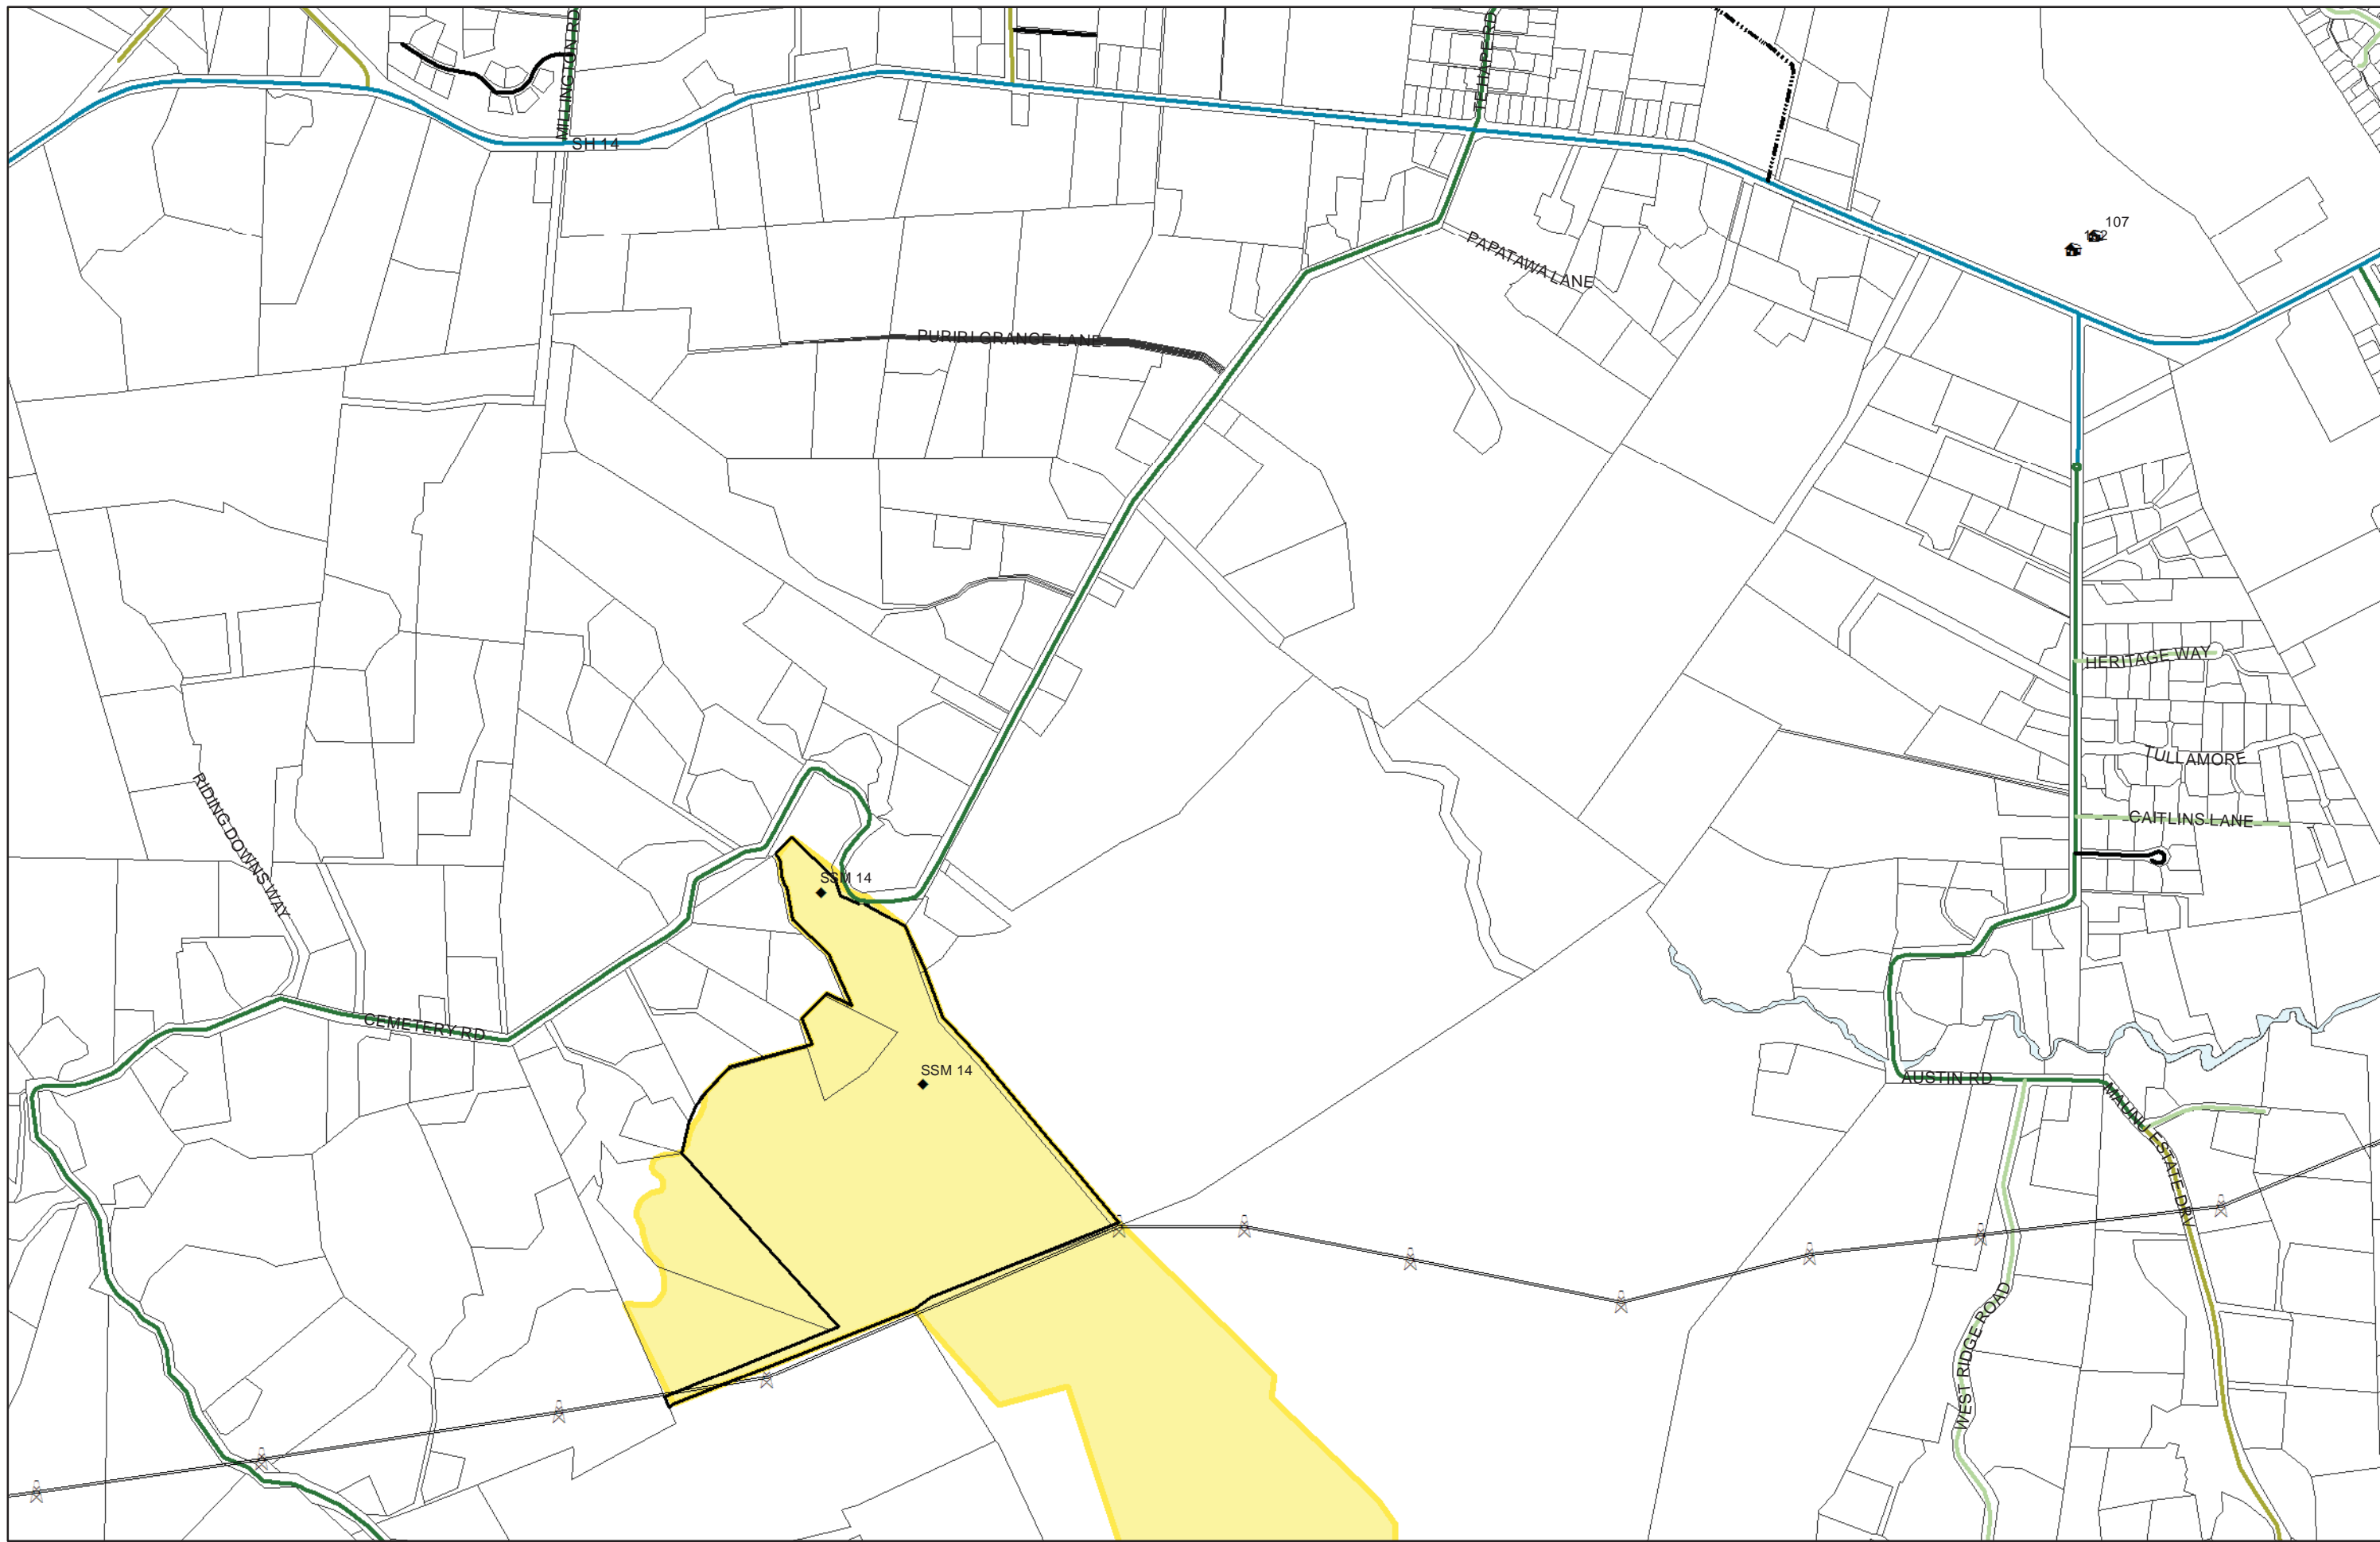 MILLINGTON RD
SH 14
107
PAPATAWA LANE
PURIRI GRANGE LANE
HERITAGE WAY
TULLAMORE
RIDING DOWNS WAY
CAITLINS LANE
SSM 14
CEMETERY RD
SSM 14
AUSTIN RD
MAUNU ESTATE DRV
WEST RIDGE ROAD